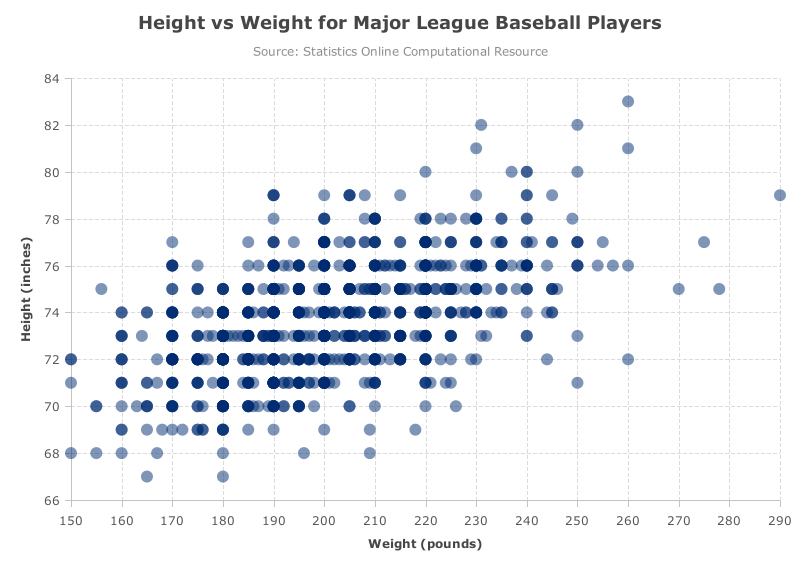 Height vs Weight for Major League Baseball Players
Source: Statistics Online Computational Resource
84
82
80
78
76
74
72
70
68
66
Height (inches)
150 160 170 180 190 200 210 220 230 240 250 260 270 280 290
Weight (pounds)